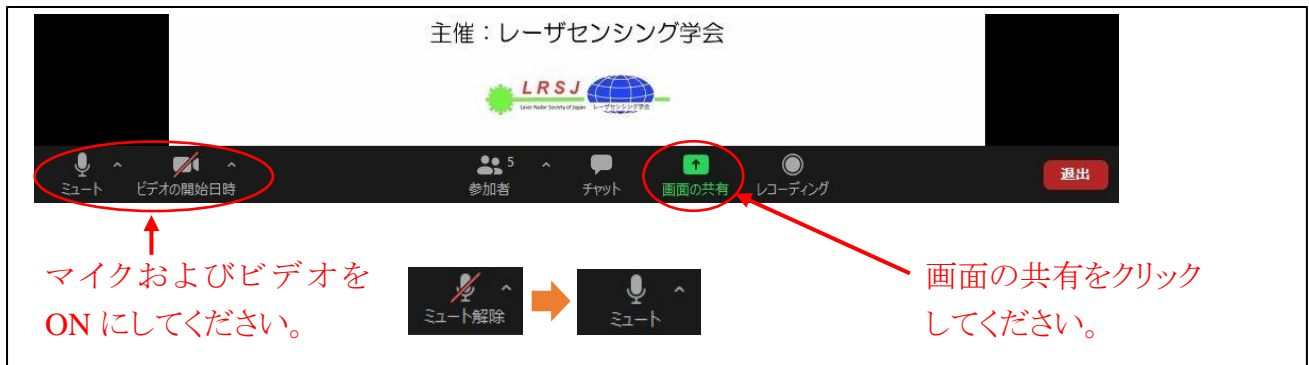 主催：レーザセンシング学会
LRSJ
Laser Radar Society of Japan
レーザセンシング学会
ミュート
ビデオの開始日時
5
参加者
チャット
画面の共有
レコーディング
退出
マイクおよびビデオを
ON にしてください。
ミュート解除
ミュート
画面の共有をクリック
してください。